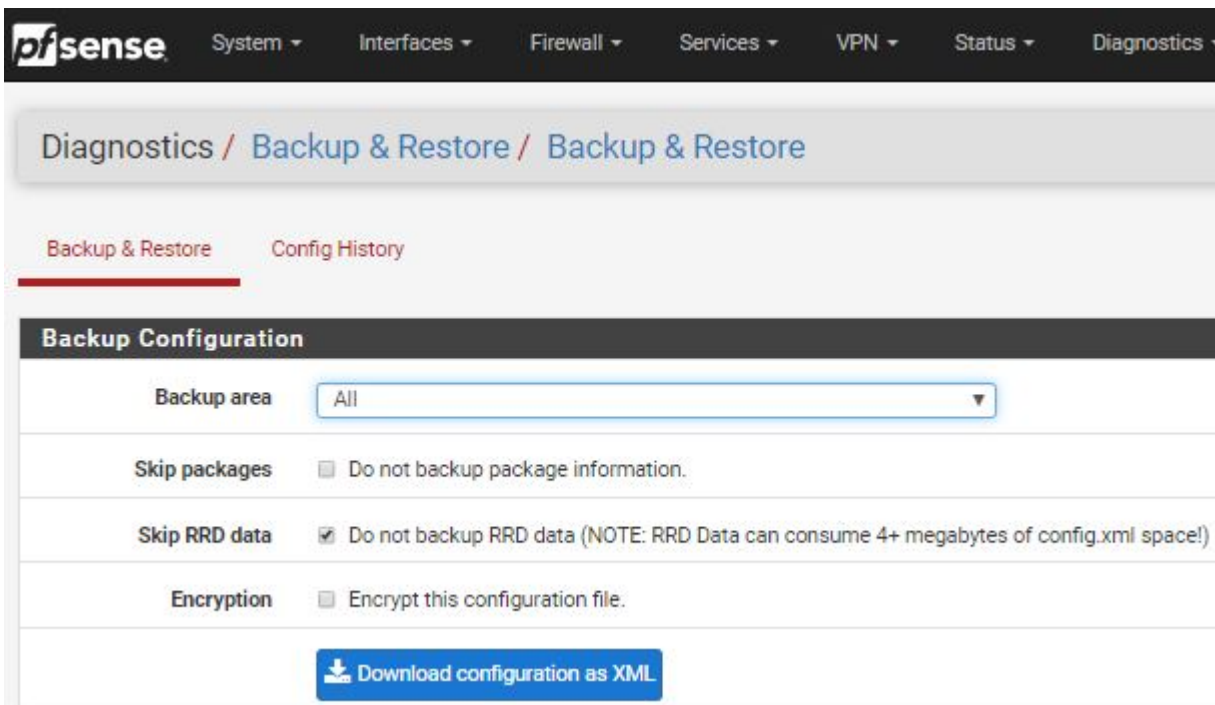 pfsense System Interfaces Firewall Services VPN Status Diagnostics
Diagnostics / Backup & Restore / Backup & Restore
Backup & Restore Config History
Backup Configuration
Backup area All
Skip packages Do not backup package information.
Skip RRD data Do not backup RRD data (NOTE: RRD Data can consume 4+ megabytes of config.xml space!)
Encryption Encrypt this configuration file.
Download configuration as XML